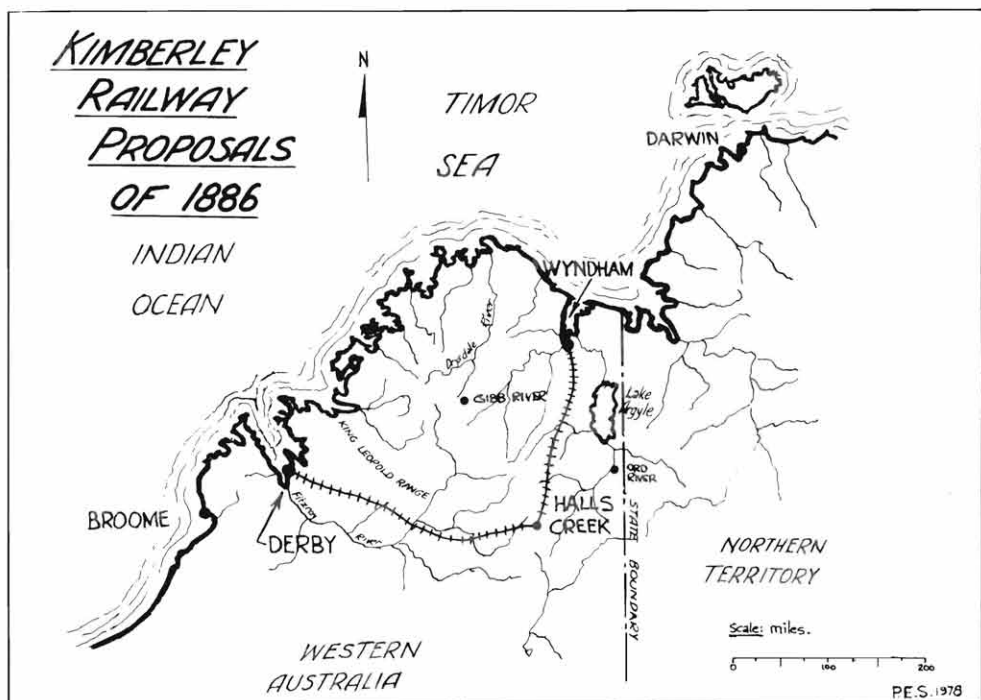 KIMBERLEY
RAILWAY
PROPOSALS
OF 1886
N
TIMOR
SEA
INDIAN
OCEAN
DARWIN
WYNDHAM
Drysdale River
GIBB RIVER
Lake
Argyle
KING LEOPOLD RANGE
ORD
RIVER
HALLS
CREEK
BROOME
DERBY
Fitzroy
River
STATE BOUNDARY
NORTHERN
TERRITORY
WESTERN
AUSTRALIA
Scale: miles.
0 100 200
P.E.S. 1978